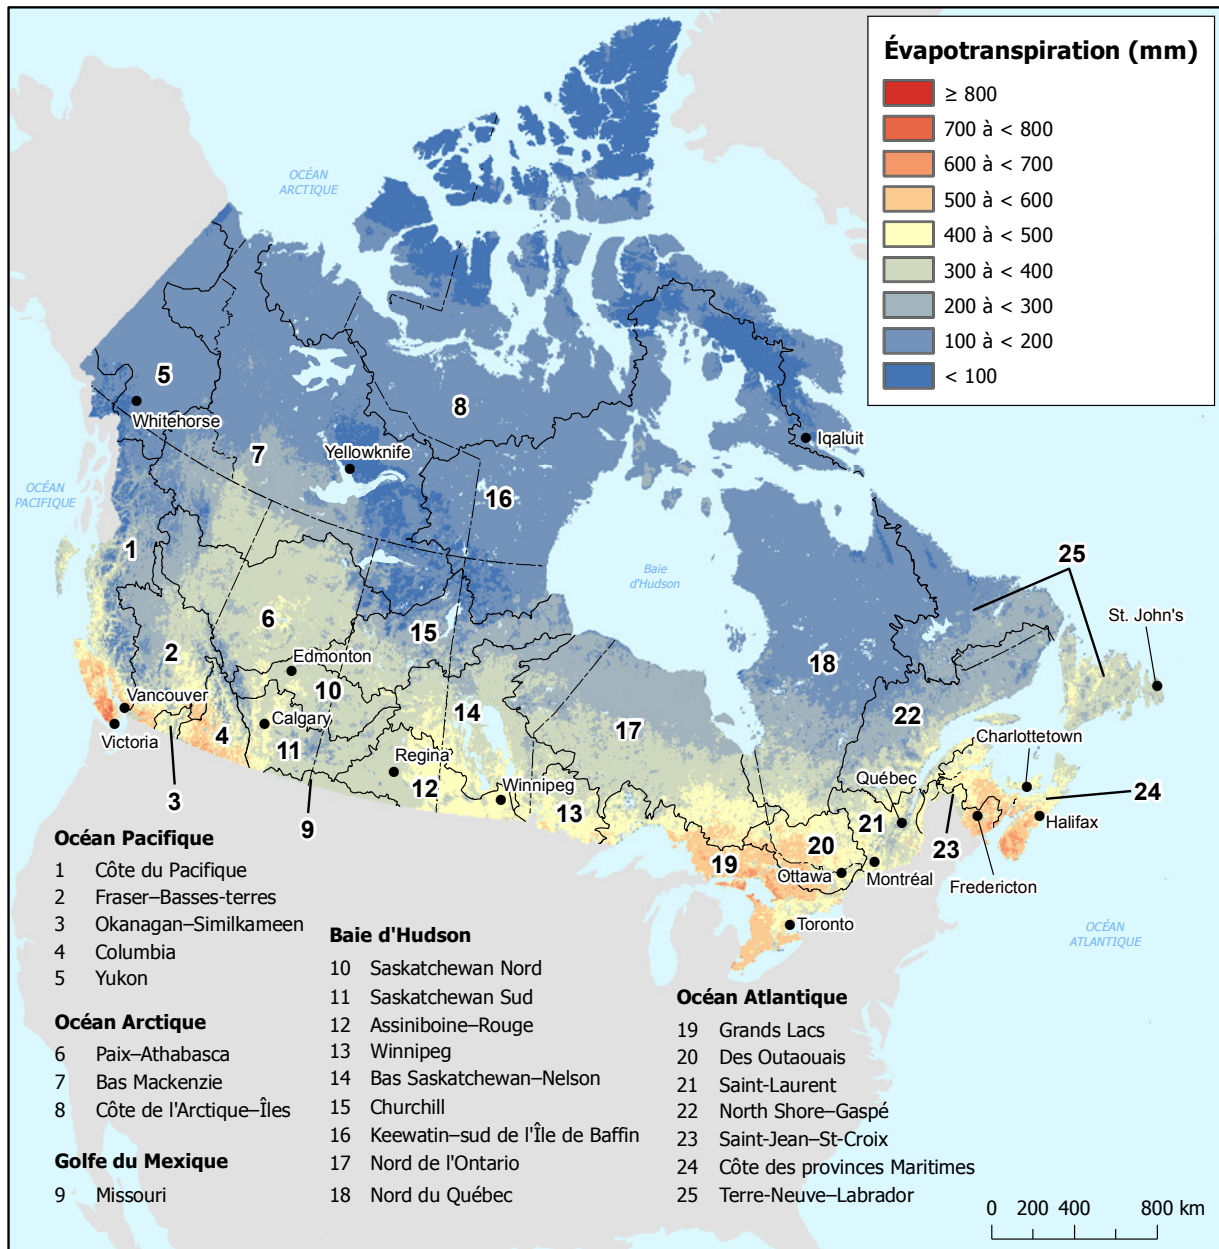 Évapotranspiration (mm)
≥ 800
700 à < 800
600 à < 700
500 à < 600
400 à < 500
300 à < 400
200 à < 300
100 à < 200
< 100
OCÉAN
ARCTIQUE
5
Whitehorse
8
7
Yellowknife
Iqaluit
OCÉAN
PACIFIQUE
16
1
Baie
d'Hudson
25
6
15
St. John's
2
Edmonton
18
10
Vancouver
14
22
Calgary
17
4
Victoria
11
Charlottetown
Regina
Québec
3
12
Winnipeg
9
13
21
24
Halifax
20
23
19
Ottawa
Montréal
Fredericton
Toronto
OCÉAN
ATLANTIQUE
Océan Pacifique
1 Côte du Pacifique
2 Fraser–Basses-terres
3 Okanagan–Similkameen
4 Columbia
5 Yukon
Océan Arctique
6 Paix–Athabasca
7 Bas Mackenzie
8 Côte de l'Arctique–Îles
Golfe du Mexique
9 Missouri
Baie d'Hudson
10 Saskatchewan Nord
11 Saskatchewan Sud
12 Assiniboine–Rouge
13 Winnipeg
14 Bas Saskatchewan–Nelson
15 Churchill
16 Keewatin–sud de l'Île de Baffin
17 Nord de l'Ontario
18 Nord du Québec
Océan Atlantique
19 Grands Lacs
20 Des Outaouais
21 Saint-Laurent
22 North Shore–Gaspé
23 Saint-Jean–St-Croix
24 Côte des provinces Maritimes
25 Terre-Neuve–Labrador
0 200 400 800 km